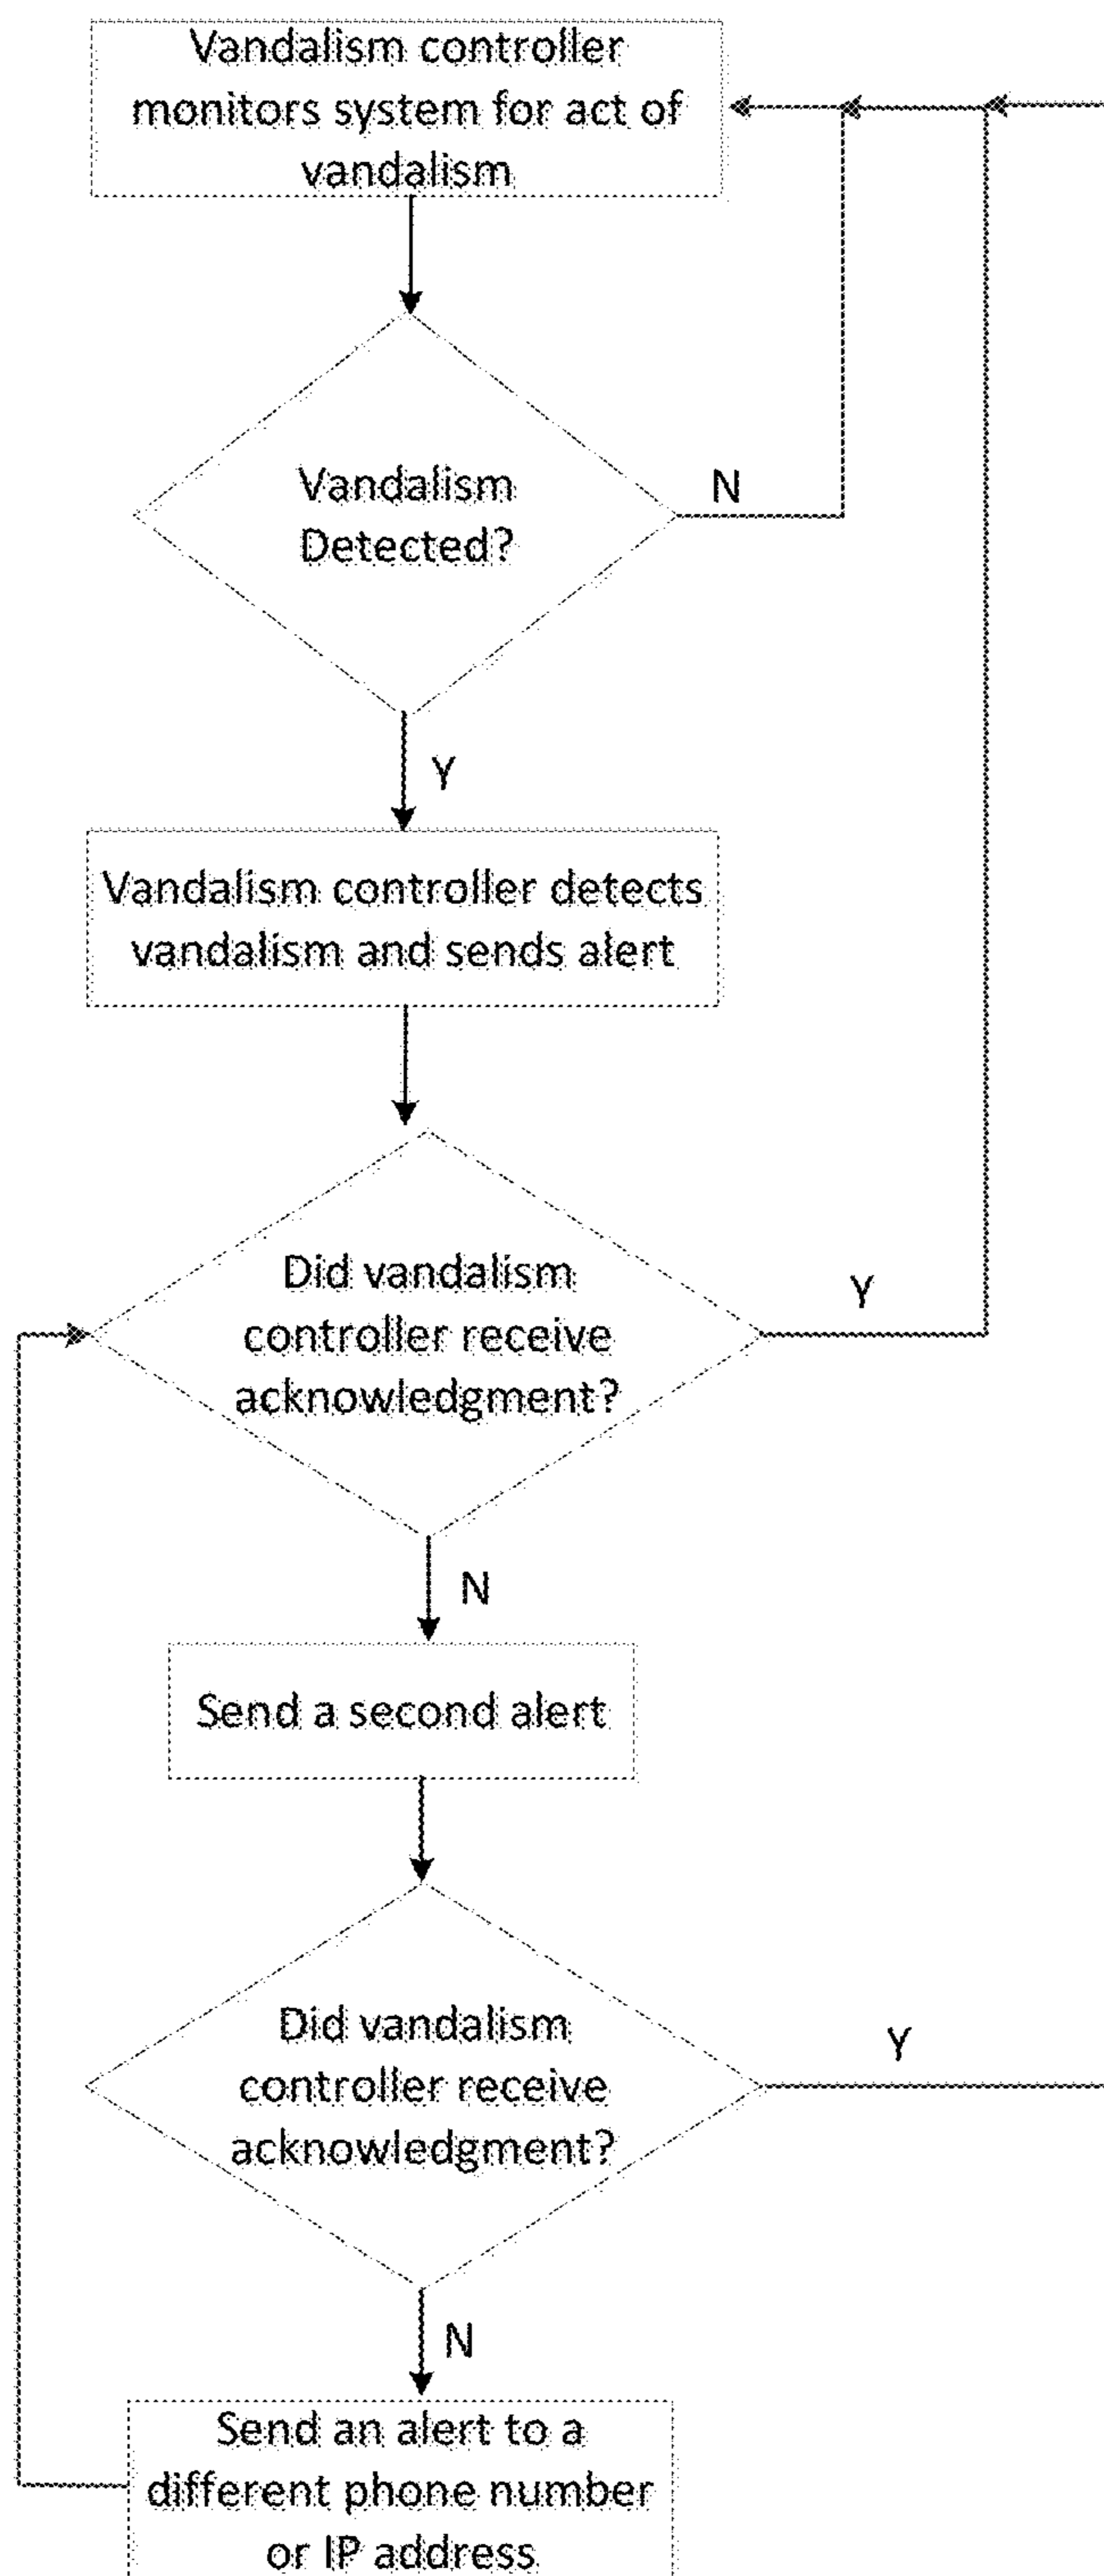 Vandalism controller
monitors system for act of
vandalism
Vandalism
Detected?
N
Y
Vandalism controller detects
vandalism and sends alert
Did vandalism
controller receive
acknowledgment?
Y
N
Send a second alert
Did vandalism
controller receive
acknowledgment?
Y
N
Send an alert to a
different phone number
or IP address